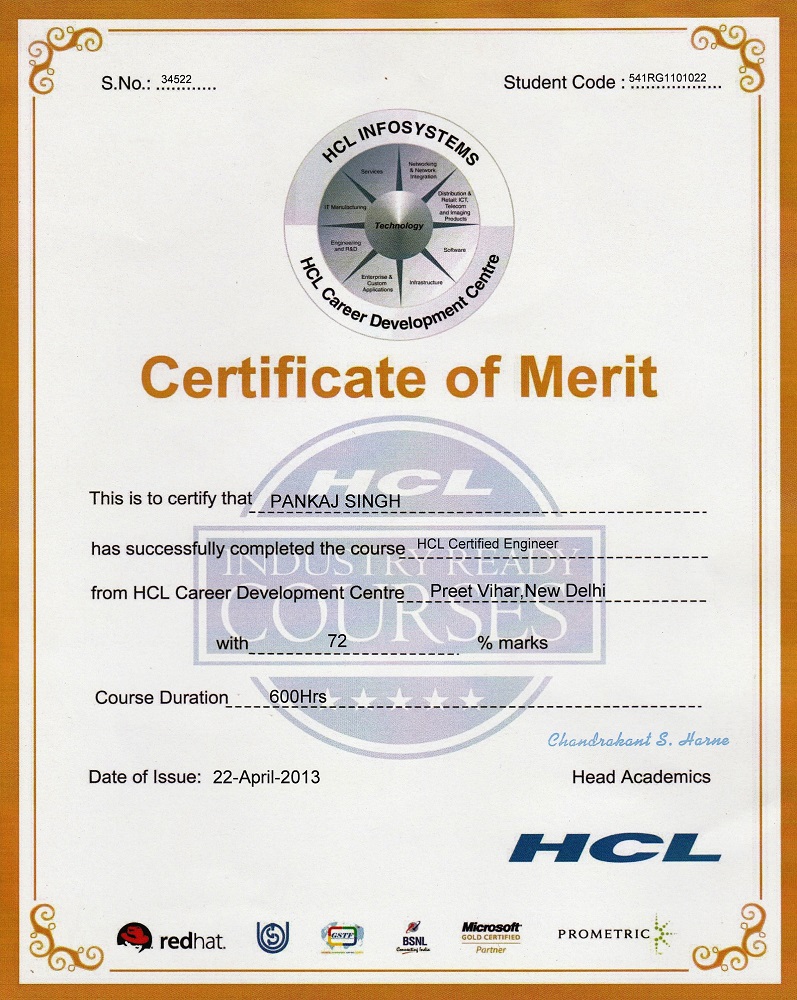 S.No.: 34522
Student Code : 541RG1101022
HCL INFOSYSTEMS
Services
Networking
& Network
Integration
IT Manufacturing
Distribution &
Retail: ICT,
Telecom
and Imaging
Products
Technology
Engineering
and R&D
Software
Enterprise &
Custom
Applications
Infrastructure
HCL Career Development Centre
Certificate of Merit
HCL
This is to certify that PANKAJ SINGH
has successfully completed the course HCL Certified Engineer
INDUSTRY READY
from HCL Career Development Centre Preet Vihar,New Delhi
COURSES
with 72 % marks
Course Duration 600Hrs
Chandrakant S. Harne
Date of Issue: 22-April-2013
Head Academics
HCL
redhat.
GSTF
BSNL
Connecting India
Microsoft
GOLD CERTIFIED
Partner
PROMETRIC